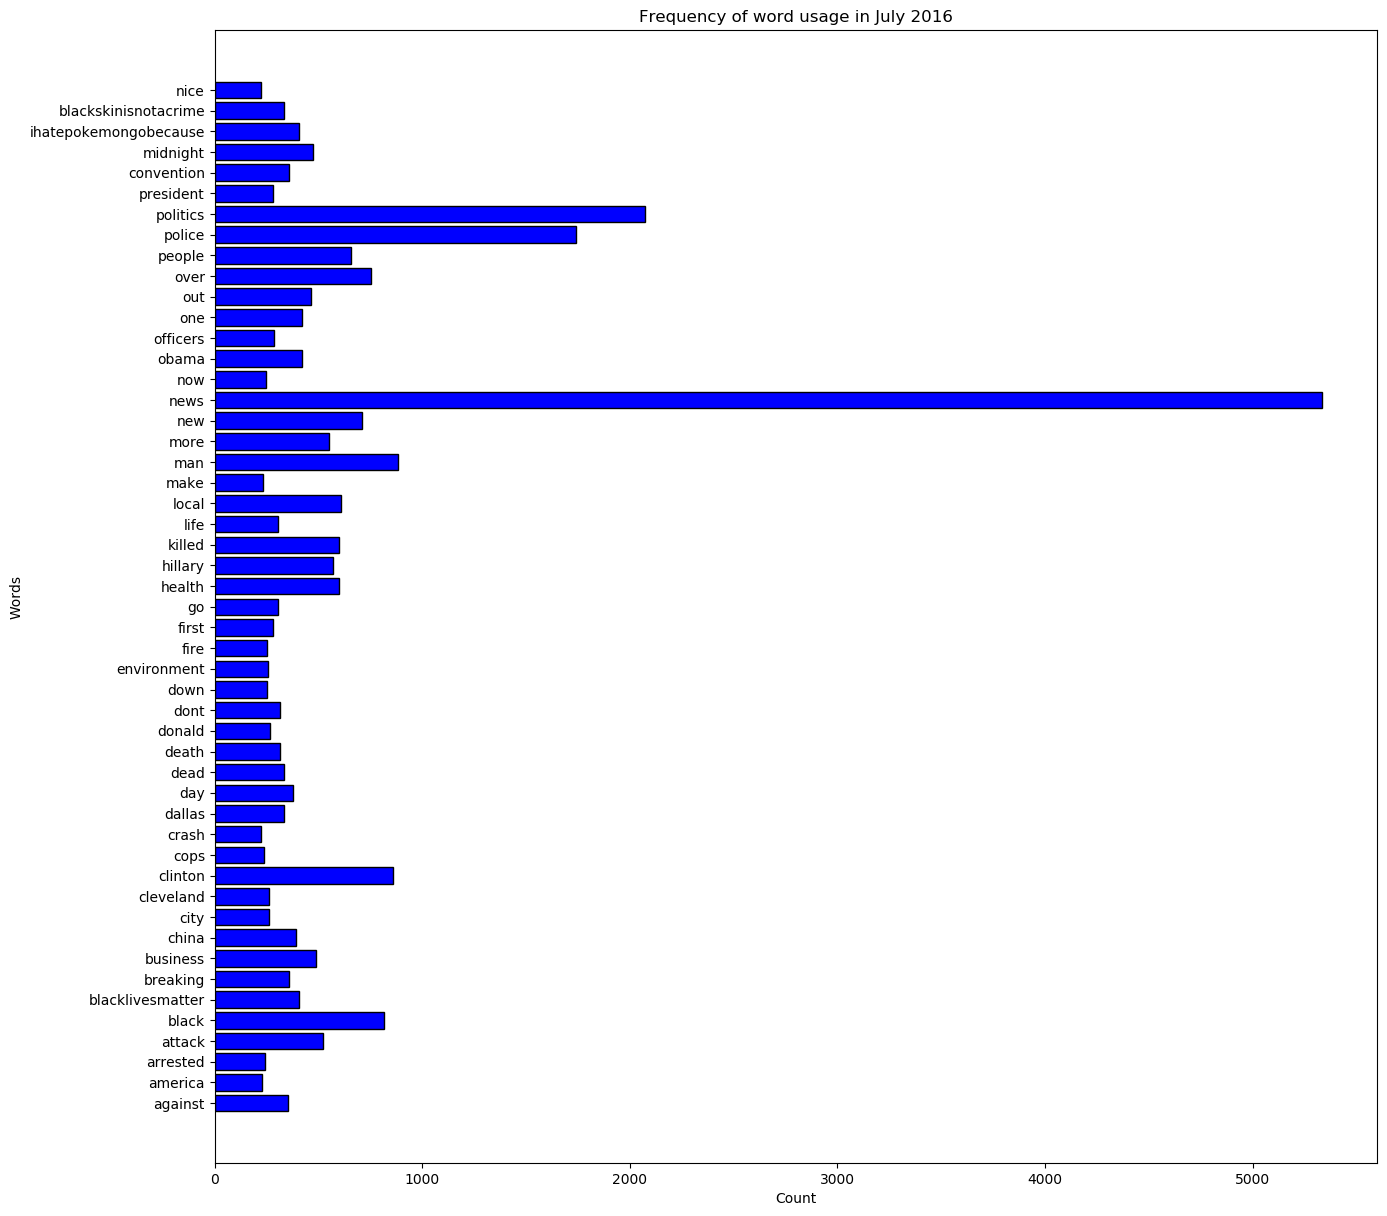 Frequency of word usage in July 2016
nice
blackskinisnotacrime
ihatepokemongobecause
midnight
convention
president
politics
police
people
over
out
one
officers
obama
now
news
new
more
man
make
local
life
killed
hillary
health
go
first
fire
environment
down
dont
donald
death
dead
day
dallas
crash
cops
clinton
cleveland
city
china
business
breaking
blacklivesmatter
black
attack
arrested
america
against
Words
0 1000 2000 3000 4000 5000
Count